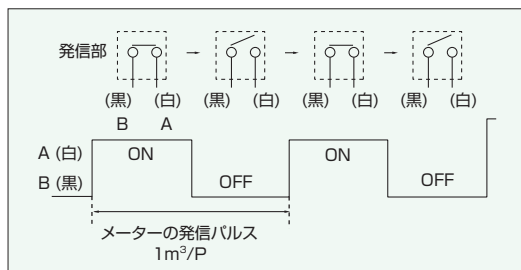 発信部
(黒) (白) (黒) (白) (黒) (白) (黒) (白)
B A
A (白) ON ON
B (黒) OFF OFF
メーターの発信パルス
1m³/P